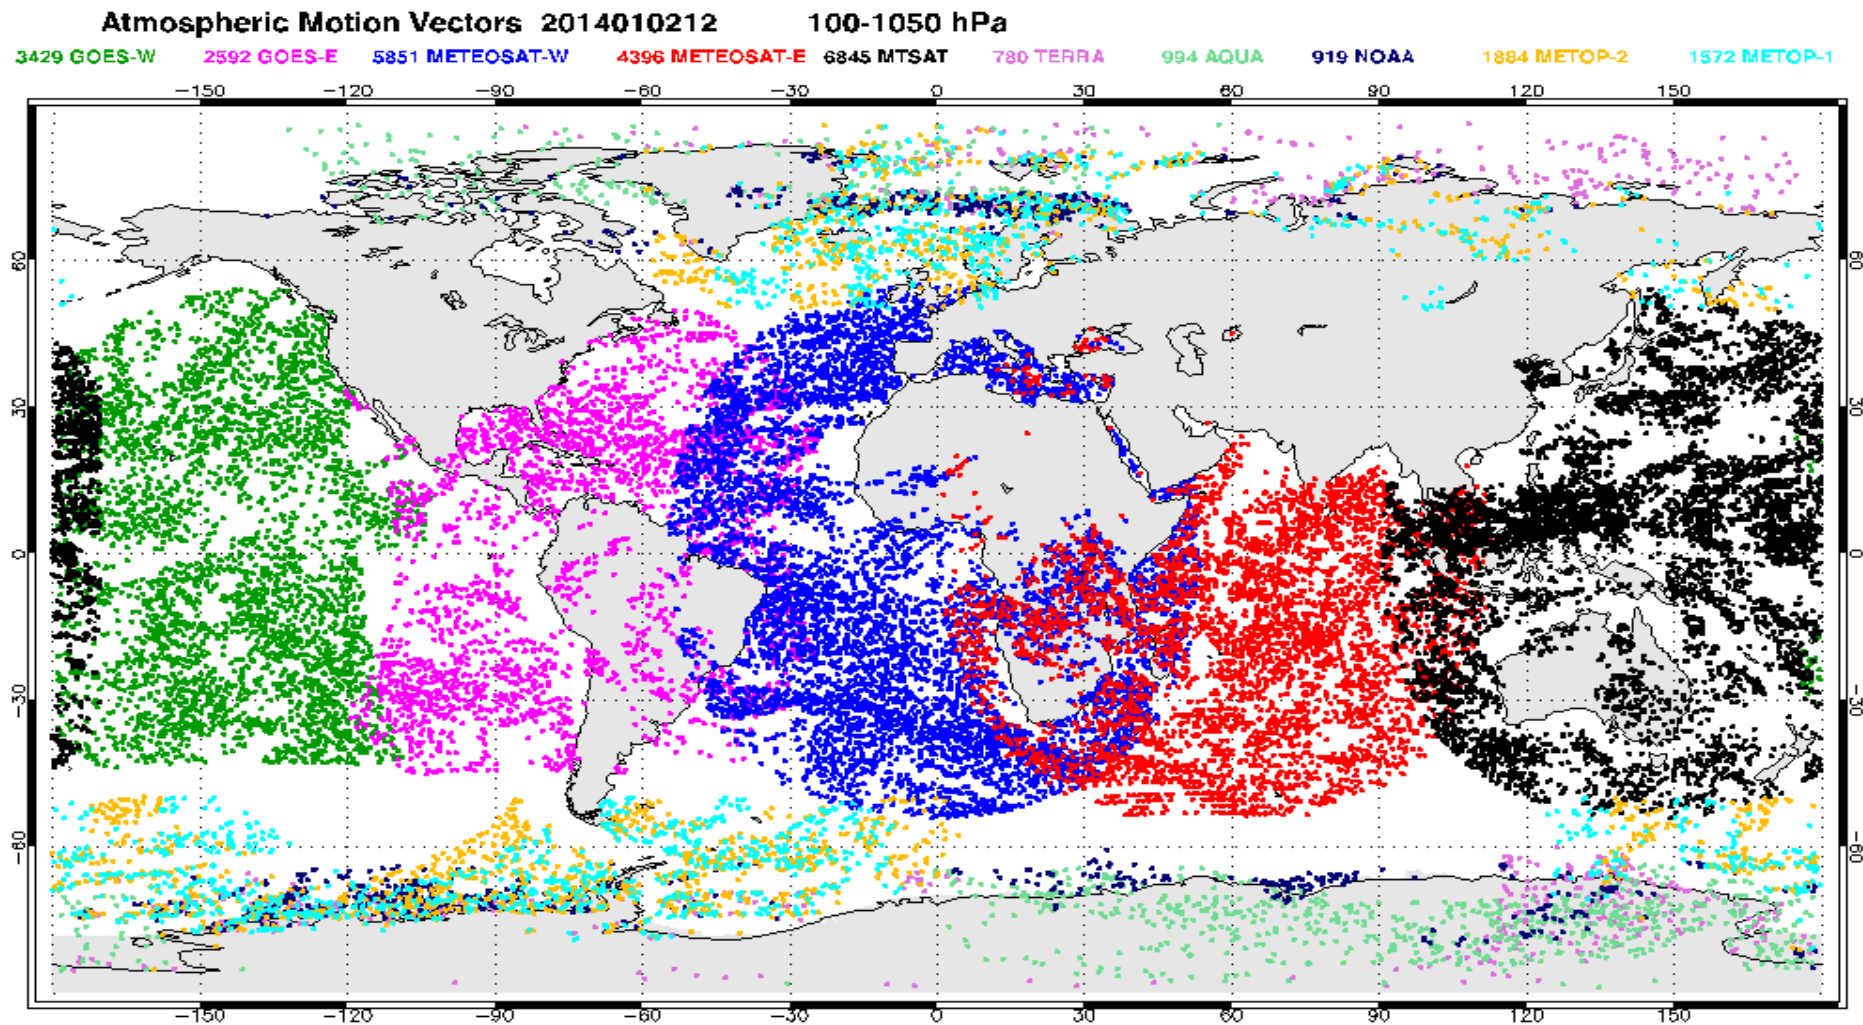 Atmospheric Motion Vectors 2014010212 100-1050 hPa
3429 GOES-W 2592 GOES-E 5851 METEOSAT-W 4396 METEOSAT-E 6845 MTSAT 780 TERRA 994 AQUA 919 NOAA 1884 METOP-2 1572 METOP-1
-150 -120 -90 -60 -30 0 30 60 90 120 150
60 60
30 30
0 0
-30 -30
-60 -60
-150 -120 -90 -60 -30 0 30 60 90 120 150